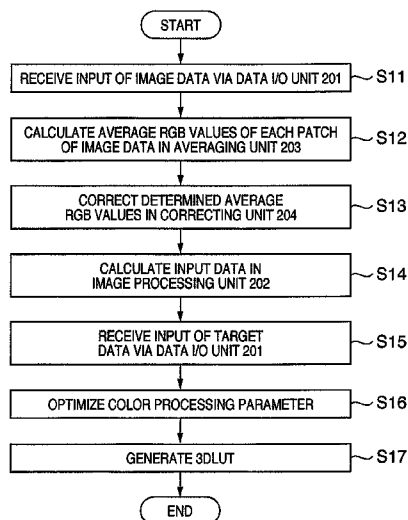 START
RECEIVE INPUT OF IMAGE DATA VIA DATA I/O UNIT 201
S11
CALCULATE AVERAGE RGB VALUES OF EACH PATCH
OF IMAGE DATA IN AVERAGING UNIT 203
S12
CORRECT DETERMINED AVERAGE
RGB VALUES IN CORRECTING UNIT 204
S13
CALCULATE INPUT DATA IN
IMAGE PROCESSING UNIT 202
S14
RECEIVE INPUT OF TARGET
DATA VIA DATA I/O UNIT 201
S15
OPTIMIZE COLOR PROCESSING PARAMETER
S16
GENERATE 3DLUT
S17
END